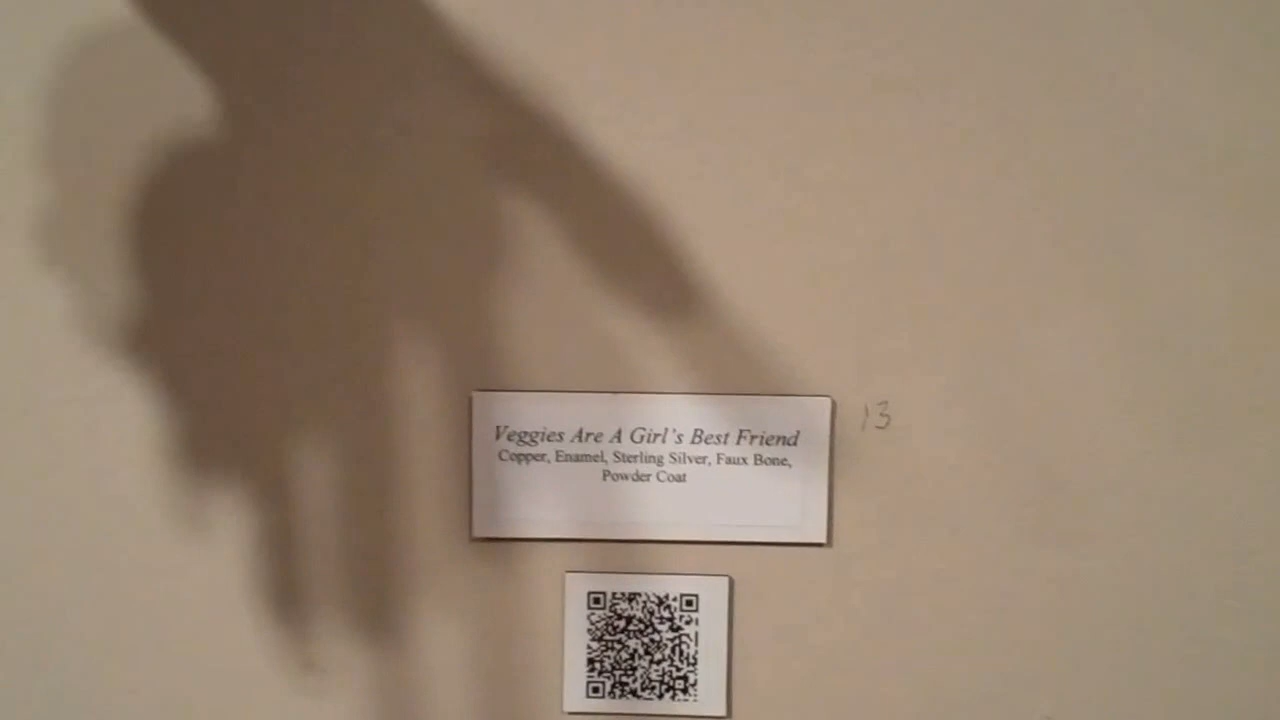 Veggies Are A Girl's Best Friend
Copper, Enamel, Sterling Silver, Faux Bone,
Powder Coat
13